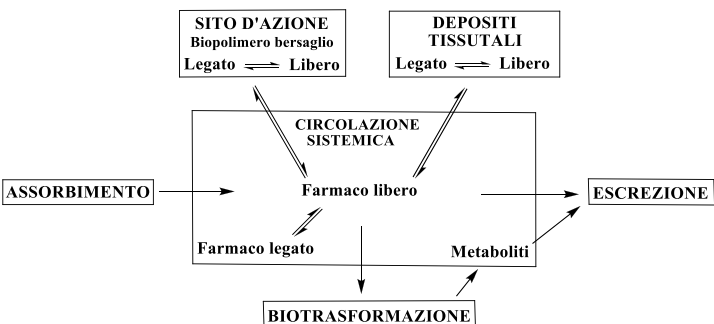 SITO D'AZIONE
Biopolimero bersaglio
Legato Libero
DEPOSITI
TISSUTALI
Legato Libero
CIRCOLAZIONE
SISTEMICA
ASSORBIMENTO
Farmaco libero
ESCREZIONE
Farmaco legato
Metaboliti
BIOTRASFORMAZIONE